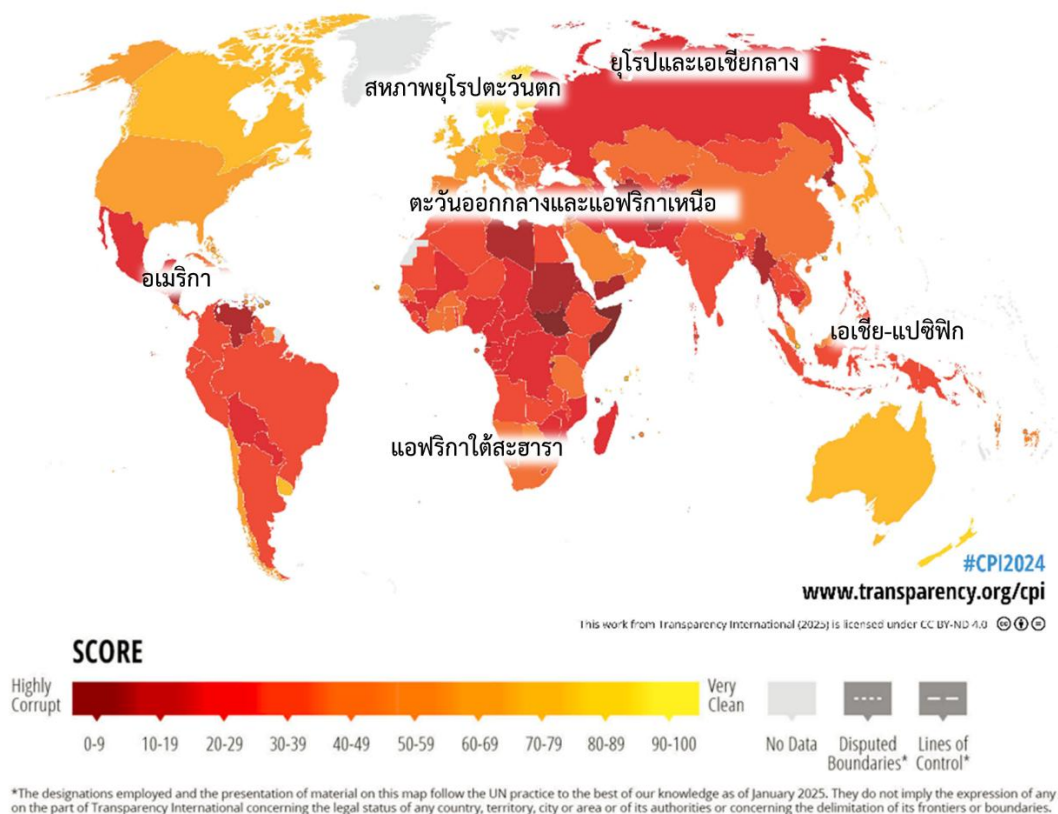 ยุโรปและเอเชียกลาง
สหภาพยุโรปตะวันตก
ตะวันออกกลางและแอฟริกาเหนือ
อเมริกา
เอเชีย-แปซิฟิก
แอฟริกาใต้สะฮารา
#CPI2024
www.transparency.org/cpi
This work from Transparency International (2025) is licensed under CC BY-ND 4.0
SCORE
Highly Corrupt
Very Clean
0-9 10-19 20-29 30-39 40-49 50-59 60-69 70-79 80-89 90-100
No Data
Disputed Boundaries*
Lines of Control*
*The designations employed and the presentation of material on this map follow the UN practice to the best of our knowledge as of January 2025. They do not imply the expression of any
on the part of Transparency International concerning the legal status of any country, territory, city or area or of its authorities or concerning the delimitation of its frontiers or boundaries.